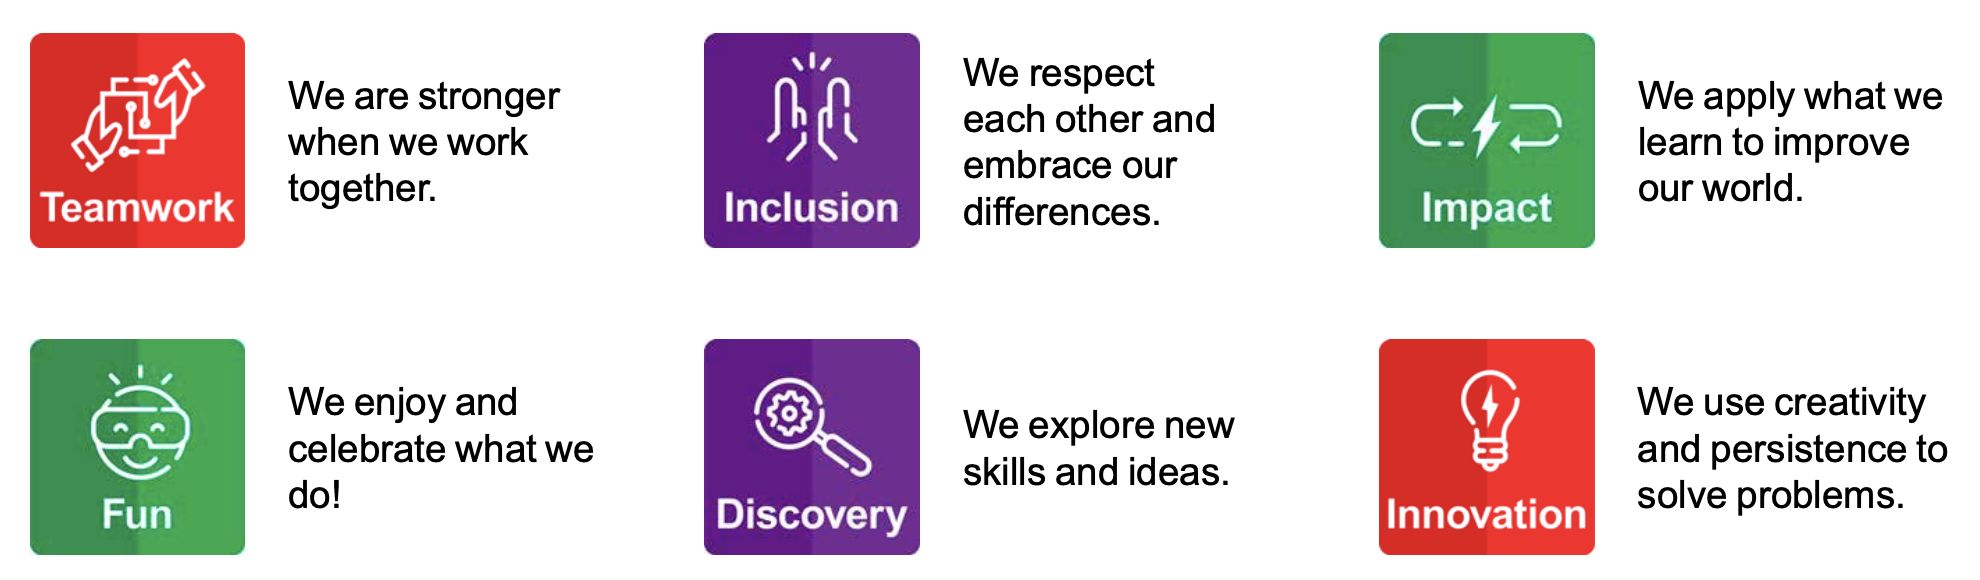 Teamwork
We are stronger
when we work
together.
Inclusion
We respect
each other and
embrace our
differences.
Impact
We apply what we
learn to improve
our world.
Fun
We enjoy and
celebrate what we
do!
Discovery
We explore new
skills and ideas.
Innovation
We use creativity
and persistence to
solve problems.